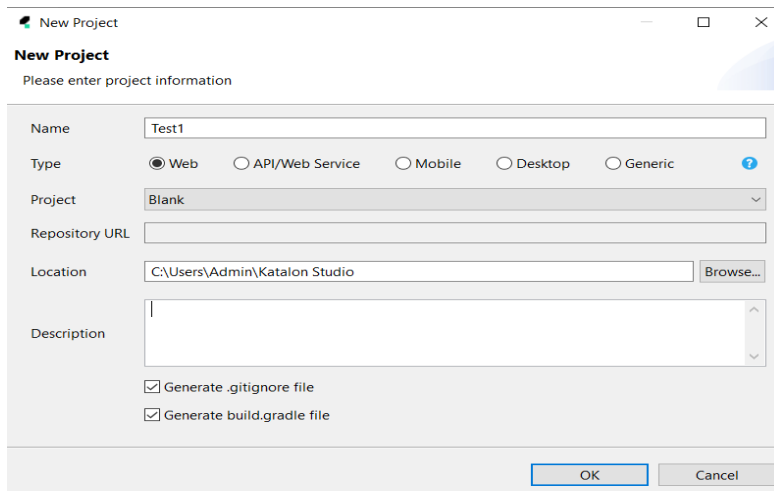 New Project
New Project
Please enter project information
Name Test1
Type Web API/Web Service Mobile Desktop Generic ?
Project Blank
Repository URL
Location C:\Users\Admin\Katalon Studio Browse...
Description
Generate .gitignore file
Generate build.gradle file
OK Cancel